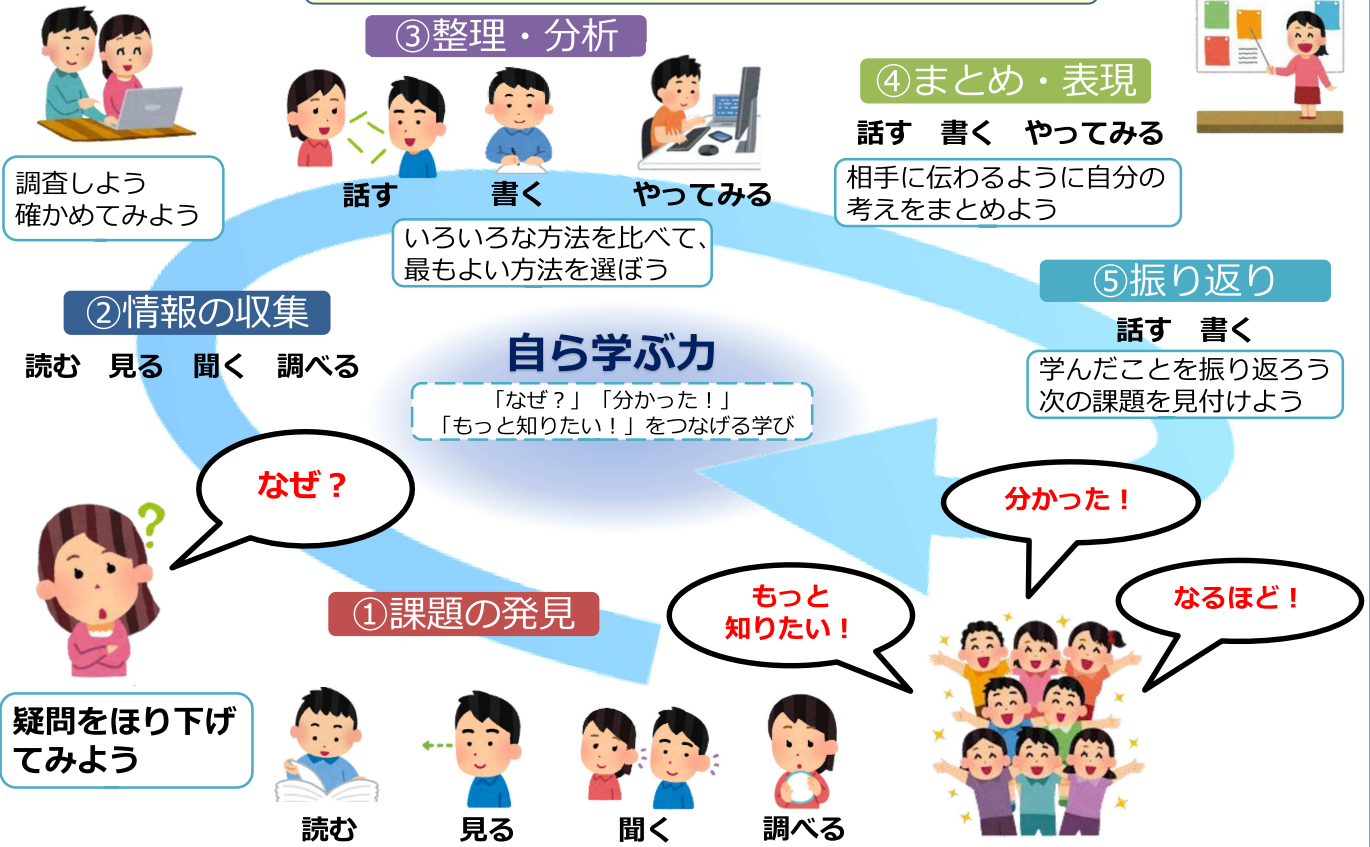 ③整理・分析
④まとめ・表現
話す　書く　やってみる
相手に伝わるように自分の
考えをまとめよう
調査しよう
確かめてみよう
話す
書く
やってみる
いろいろな方法を比べて、
最もよい方法を選ぼう
⑤振り返り
話す　書く
学んだことを振り返ろう
次の課題を見付けよう
②情報の収集
読む　見る　聞く　調べる
自ら学ぶ力
「なぜ？」「分かった！」
「もっと知りたい！」をつなげる学び
なぜ？
?
分かった！
もっと
知りたい！
なるほど！
①課題の発見
疑問をほり下げ
てみよう
読む
見る
聞く
調べる